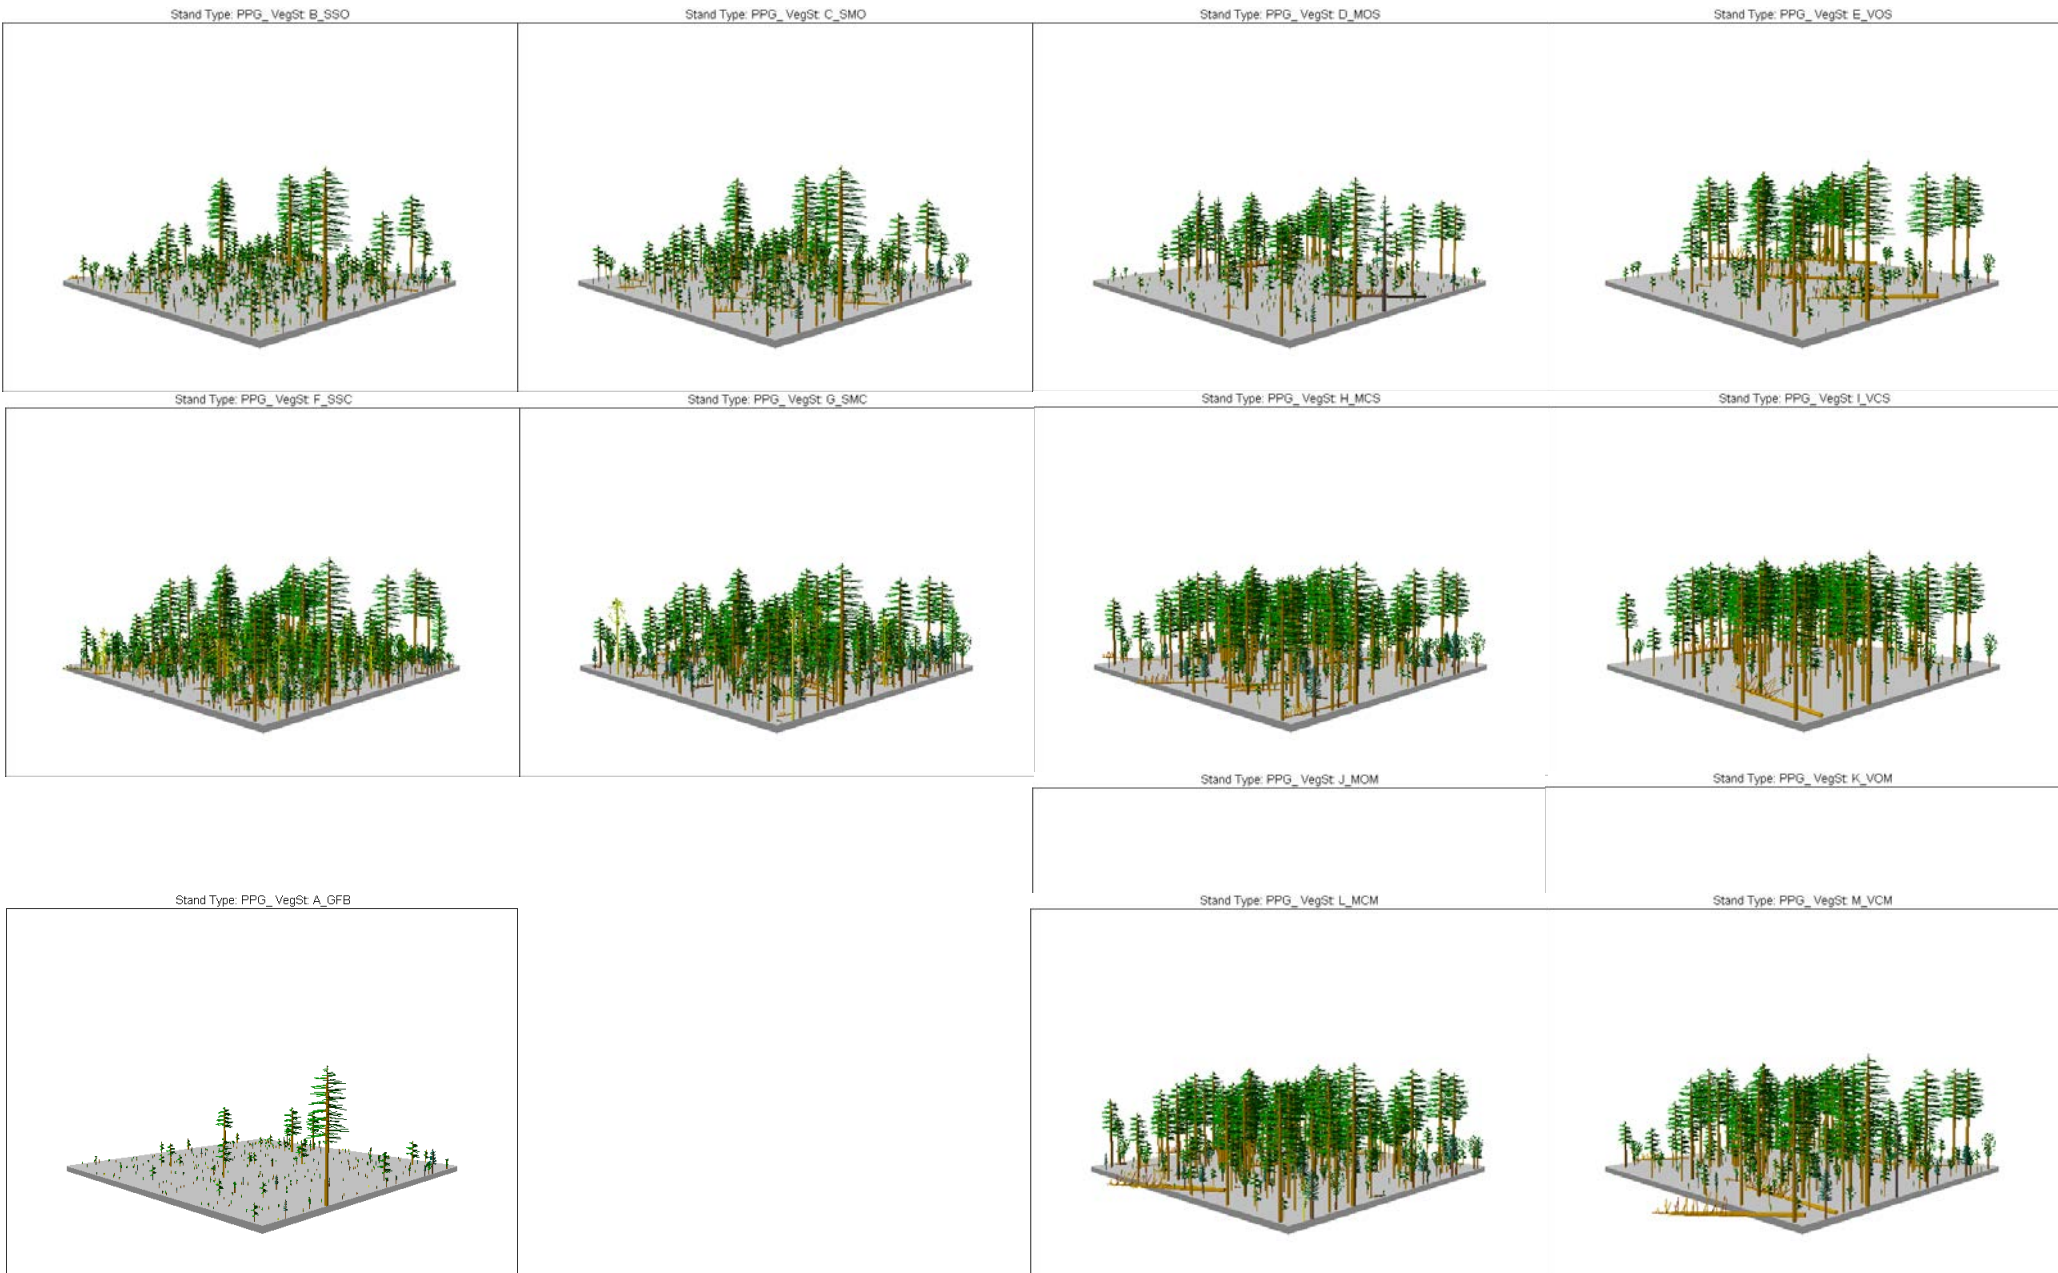 Stand Type: PPG_ VegSt: B_SSO
Stand Type: PPG_ VegSt: C_SMO
Stand Type: PPG_ VegSt: D_MOS
Stand Type: PPG_ VegSt: E_VOS
Stand Type: PPG_ VegSt: F_SSC
Stand Type: PPG_ VegSt: G_SMC
Stand Type: PPG_ VegSt: H_MCS
Stand Type: PPG_ VegSt: I_VCS
Stand Type: PPG_ VegSt: J_MOM
Stand Type: PPG_ VegSt: K_VOM
Stand Type: PPG_ VegSt: A_GFB
Stand Type: PPG_ VegSt: L_MCM
Stand Type: PPG_ VegSt: M_VCM